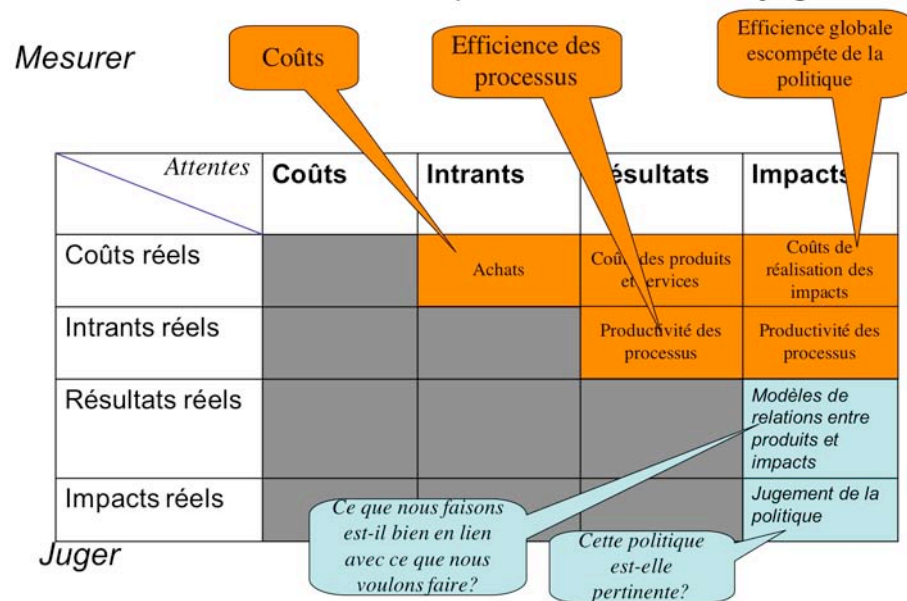 Mesurer
Coûts
Efficience des
processus
Efficience globale
escompéte de la
politique
Attentes
Coûts
Intrants
ésultats
Impacts
Coûts réels
Achats
Coû des produits
et ervices
Coûts de
réalisation des
impacts
Intrants réels
Productivité des
processus
Productivité des
processus
Résultats réels
Modèles de
relations entre
produits et
impacts
Impacts réels
Jugement de la
politique
Ce que nous faisons
est-il bien en lien
avec ce que nous
voulons faire?
Cette politique
est-elle
pertinente?
Juger